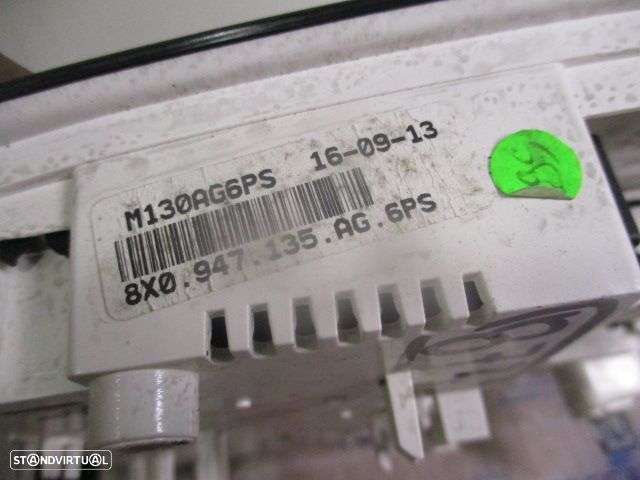 M130AG6PS 16-09-13
8X0.947.135.AG.6PS
STANDVIRTUAL